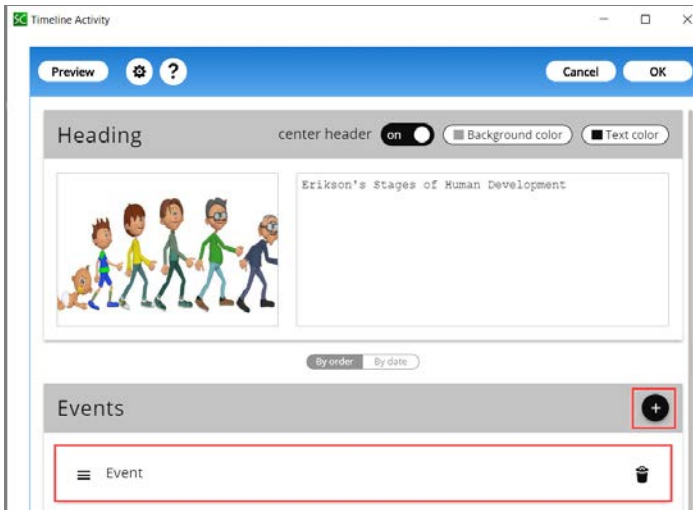 SC Timeline Activity
Preview ? Cancel OK
Heading center header on Background color Text color
Erikson's Stages of Human Development
By order By date
Events +
Event